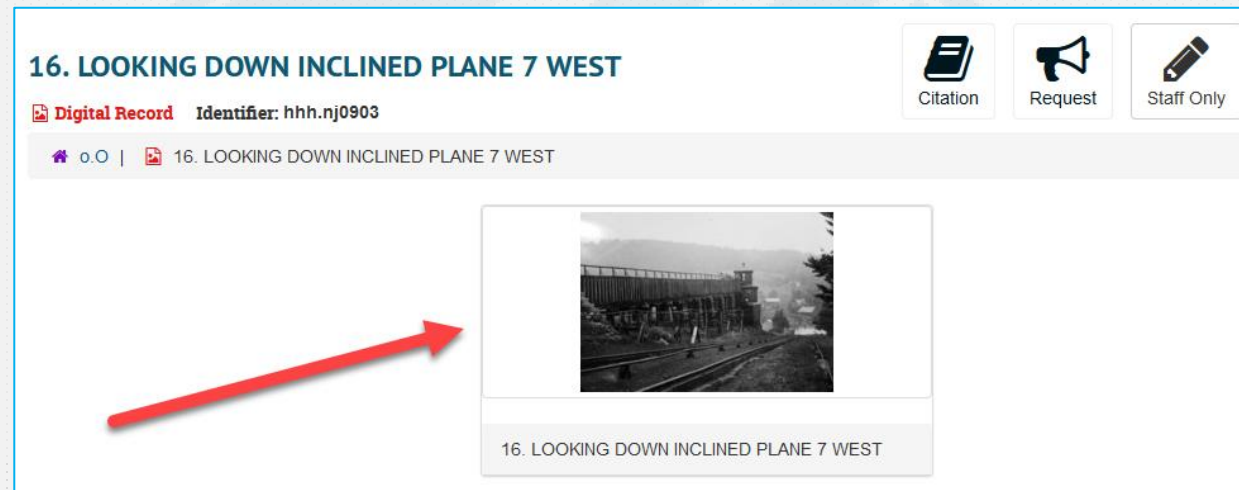 16. LOOKING DOWN INCLINED PLANE 7 WEST
Citation
Request
Staff Only
Digital Record Identifier: hhh.nj0903
o.O | 16. LOOKING DOWN INCLINED PLANE 7 WEST
16. LOOKING DOWN INCLINED PLANE 7 WEST